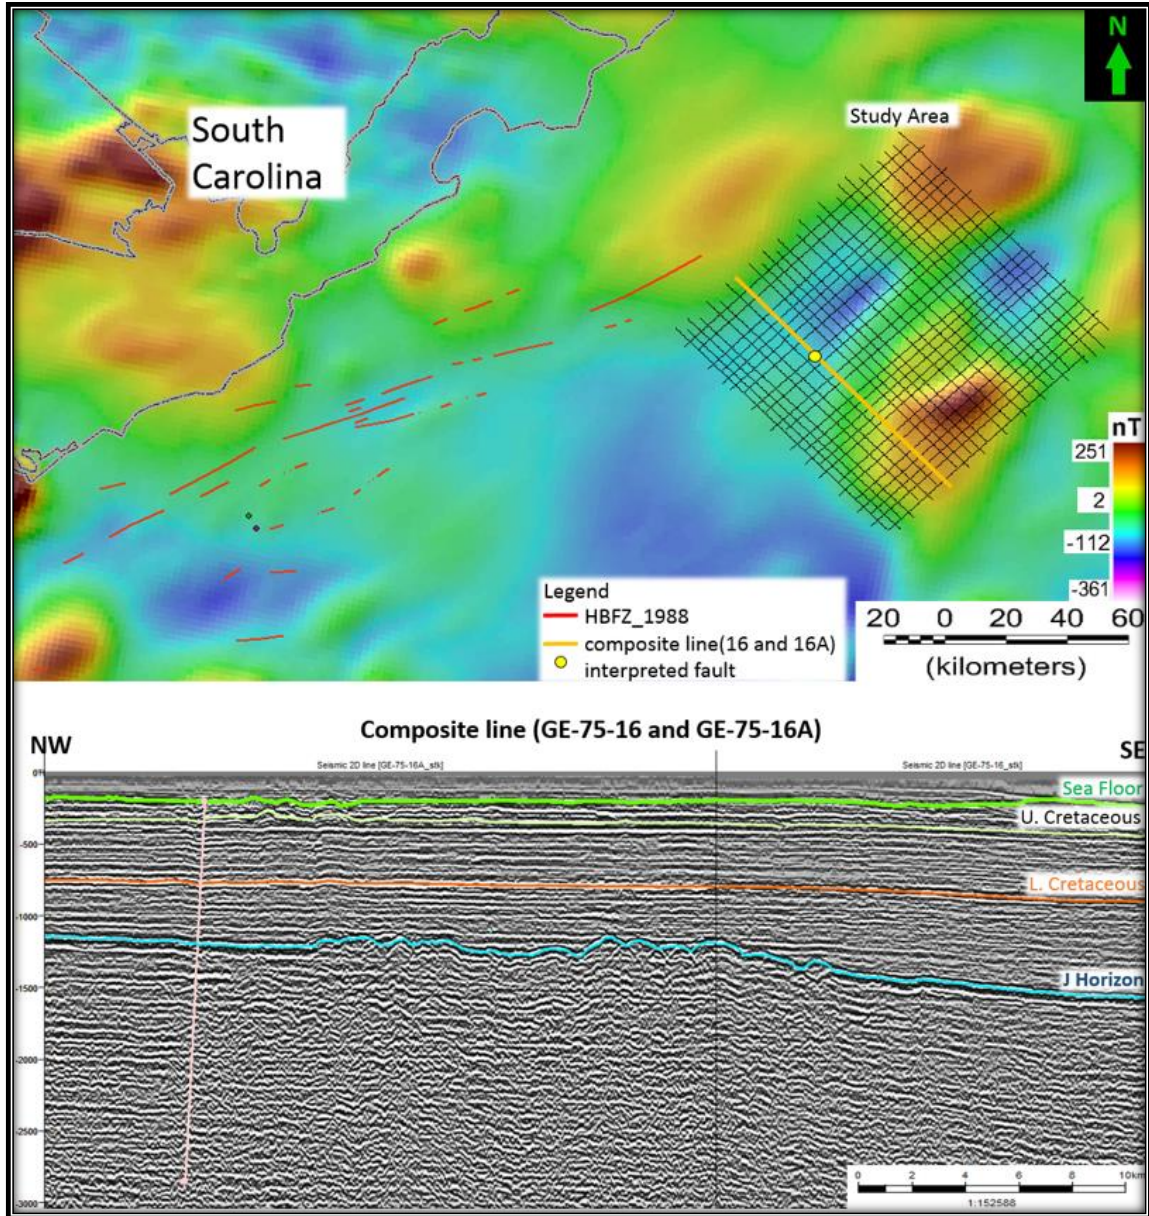 N
Study Area
South
Carolina
nT
251
2
-112
-361
Legend
HBFZ_1988
composite line(16 and 16A)
interpreted fault
20 0 20 40 60
(kilometers)
Composite line (GE-75-16 and GE-75-16A)
NW
SE
Seismic 2D line [GE-75-16A_stk]
Seismic 2D line [GE-75-16_stk]
Sea Floor
U. Cretaceous
-500
L. Cretaceous
-1000
J Horizon
-1500
-2000
-2500
-3000
0 2 4 6 8 10km
1:152588